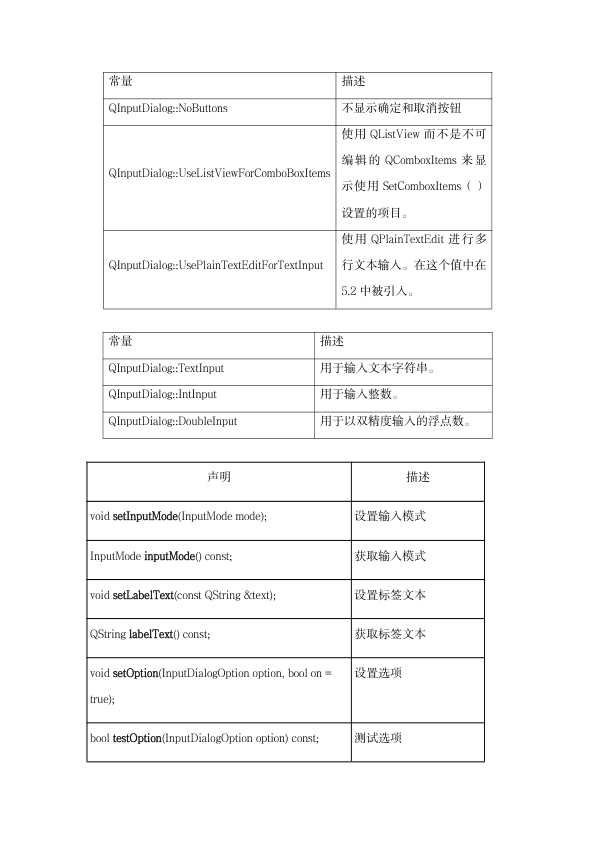 常量 描述
QInputDialog::NoButtons 不显示确定和取消按钮
QInputDialog::UseListViewForComboBoxItems
使用 QListView 而不是不可
编辑的 QComboxItems 来显
示使用 SetComboxItems（ ）
设置的项目。
QInputDialog::UsePlainTextEditForTextInput
使用 QPlainTextEdit 进行多
行文本输入。在这个值中在
5.2 中被引入。
常量 描述
QInputDialog::TextInput 用于输入文本字符串。
QInputDialog::IntInput 用于输入整数。
QInputDialog::DoubleInput 用于以双精度输入的浮点数。
声明 描述
void setInputMode(InputMode mode); 设置输入模式
InputMode inputMode() const; 获取输入模式
void setLabelText(const QString &text); 设置标签文本
QString labelText() const; 获取标签文本
void setOption(InputDialogOption option, bool on = 设置选项
true);
bool testOption(InputDialogOption option) const; 测试选项